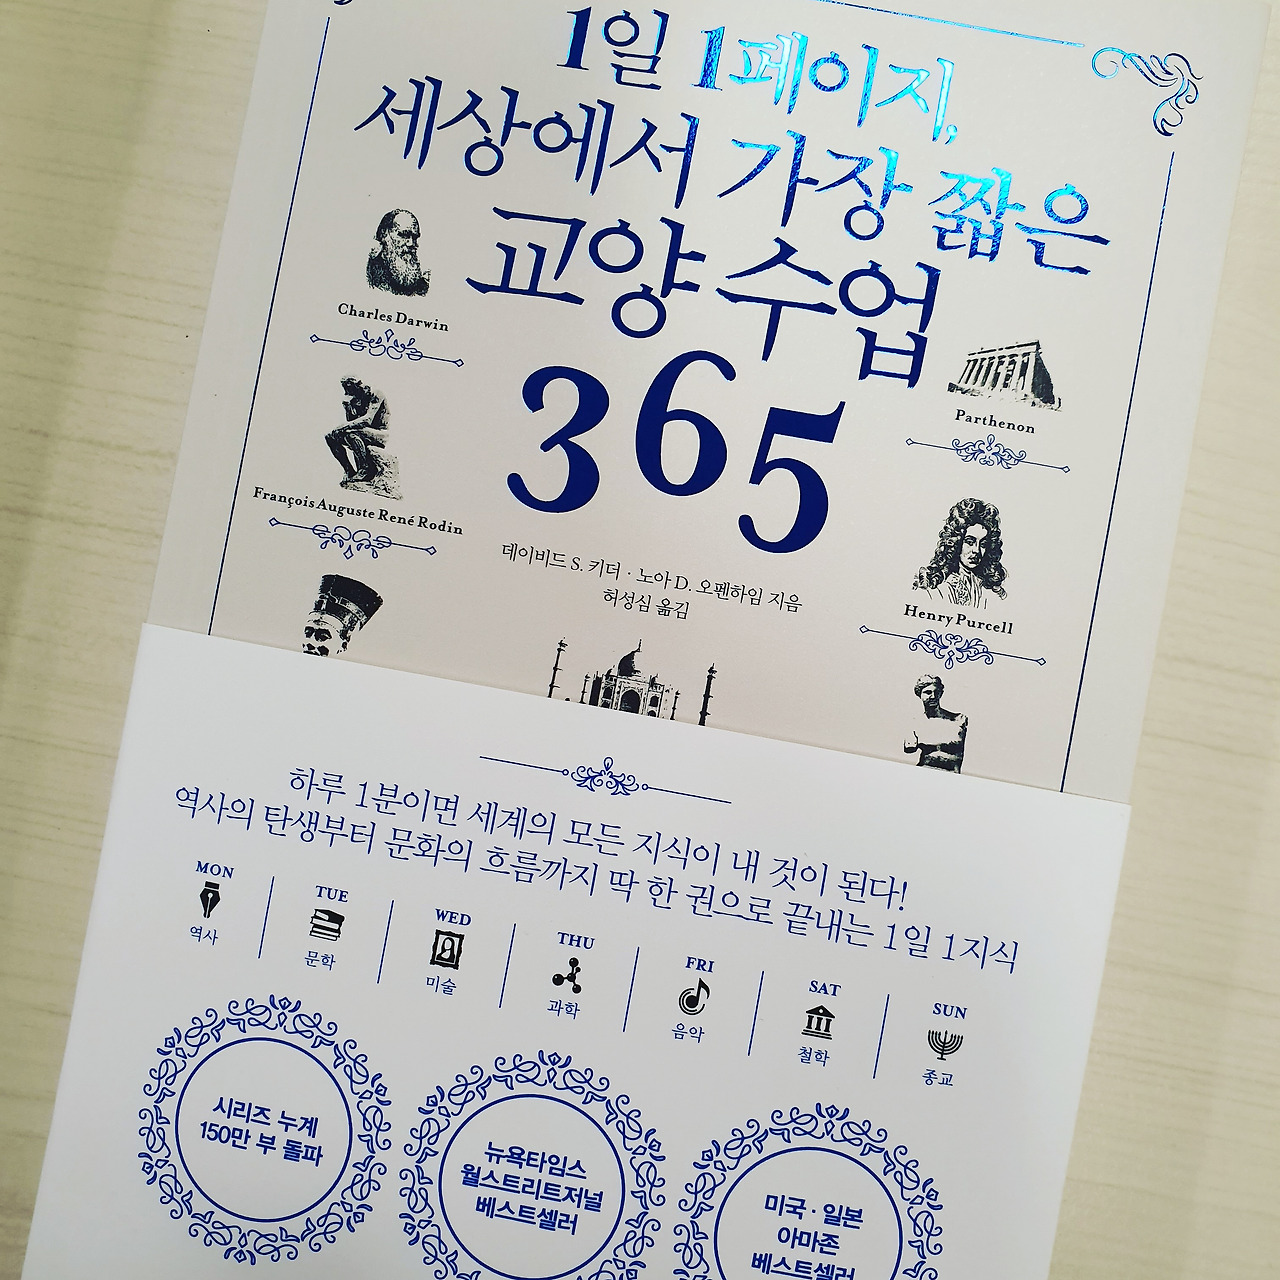 1일 1페이지,
세상에서 가장 짧은
교양 수업
365
Charles Darwin
Parthenon
François Auguste René Rodin
Henry Purcell
데이비드 S. 키더 · 노아 D. 오펜하임 지음
허성심 옮김
하루 1분이면 세계의 모든 지식이 내 것이 된다!
역사의 탄생부터 문화의 흐름까지 딱 한 권으로 끝내는 1일 1지식
MON TUE WED THU FRI SAT SUN
역사 문학 미술 과학 음악 철학 종교
시리즈 누계
150만 부 돌파
뉴욕타임스
월스트리트저널
베스트셀러
미국 · 일본
아마존
베스트셀러